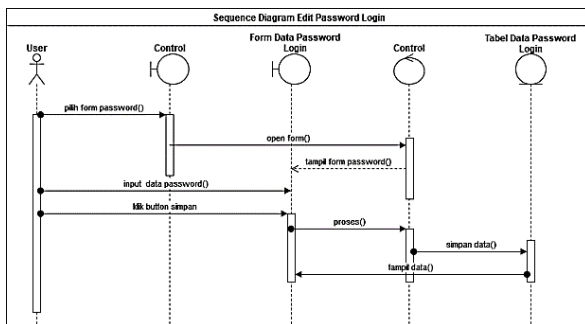 Sequence Diagram Edit Password Login
User
Control
Form Data Password
Login
Control
Tabel Data Password
Login
pilih form password()
open form()
tampil form password()
input data password()
klik button simpan
proses()
simpan data()
tampil data()